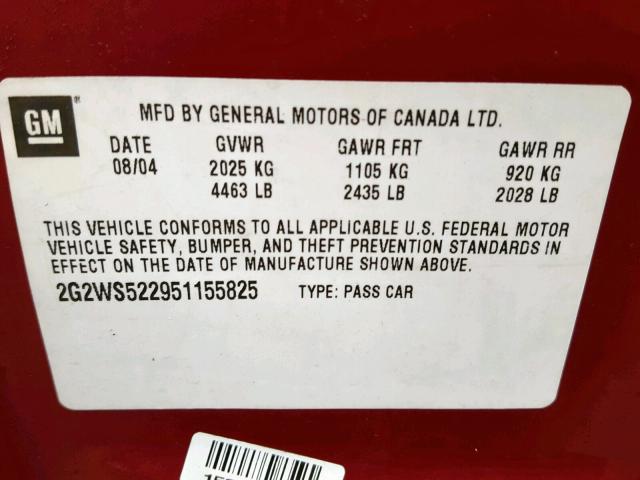 GM
MFD BY GENERAL MOTORS OF CANADA LTD.
DATE GVWR GAWR FRT GAWR RR
08/04 2025 KG 1105 KG 920 KG
4463 LB 2435 LB 2028 LB
THIS VEHICLE CONFORMS TO ALL APPLICABLE U.S. FEDERAL MOTOR
VEHICLE SAFETY, BUMPER, AND THEFT PREVENTION STANDARDS IN
EFFECT ON THE DATE OF MANUFACTURE SHOWN ABOVE.
2G2WS522951155825 TYPE: PASS CAR